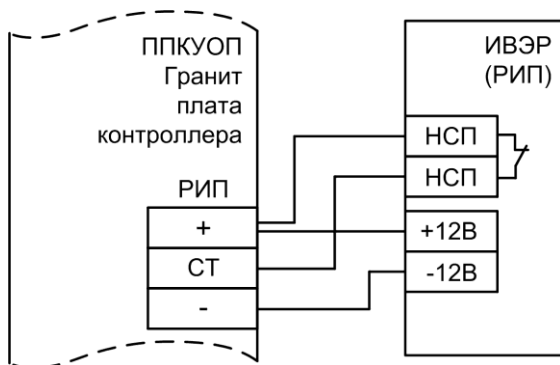 ППКУОП
Гранит
плата
контроллера
РИП
+
СТ
-
ИВЭР
(РИП)
НСП
НСП
+12В
-12В